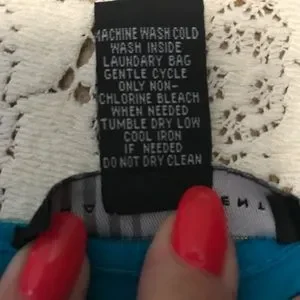 MACHINE WASH COLD
WASH INSIDE
LAUNDARY BAG
GENTLE CYCLE
ONLY NON-
CHLORINE BLEACH
WHEN NEEDED
TUMBLE DRY LOW
COOL IRON
IF NEEDED
DO NOT DRY CLEAN